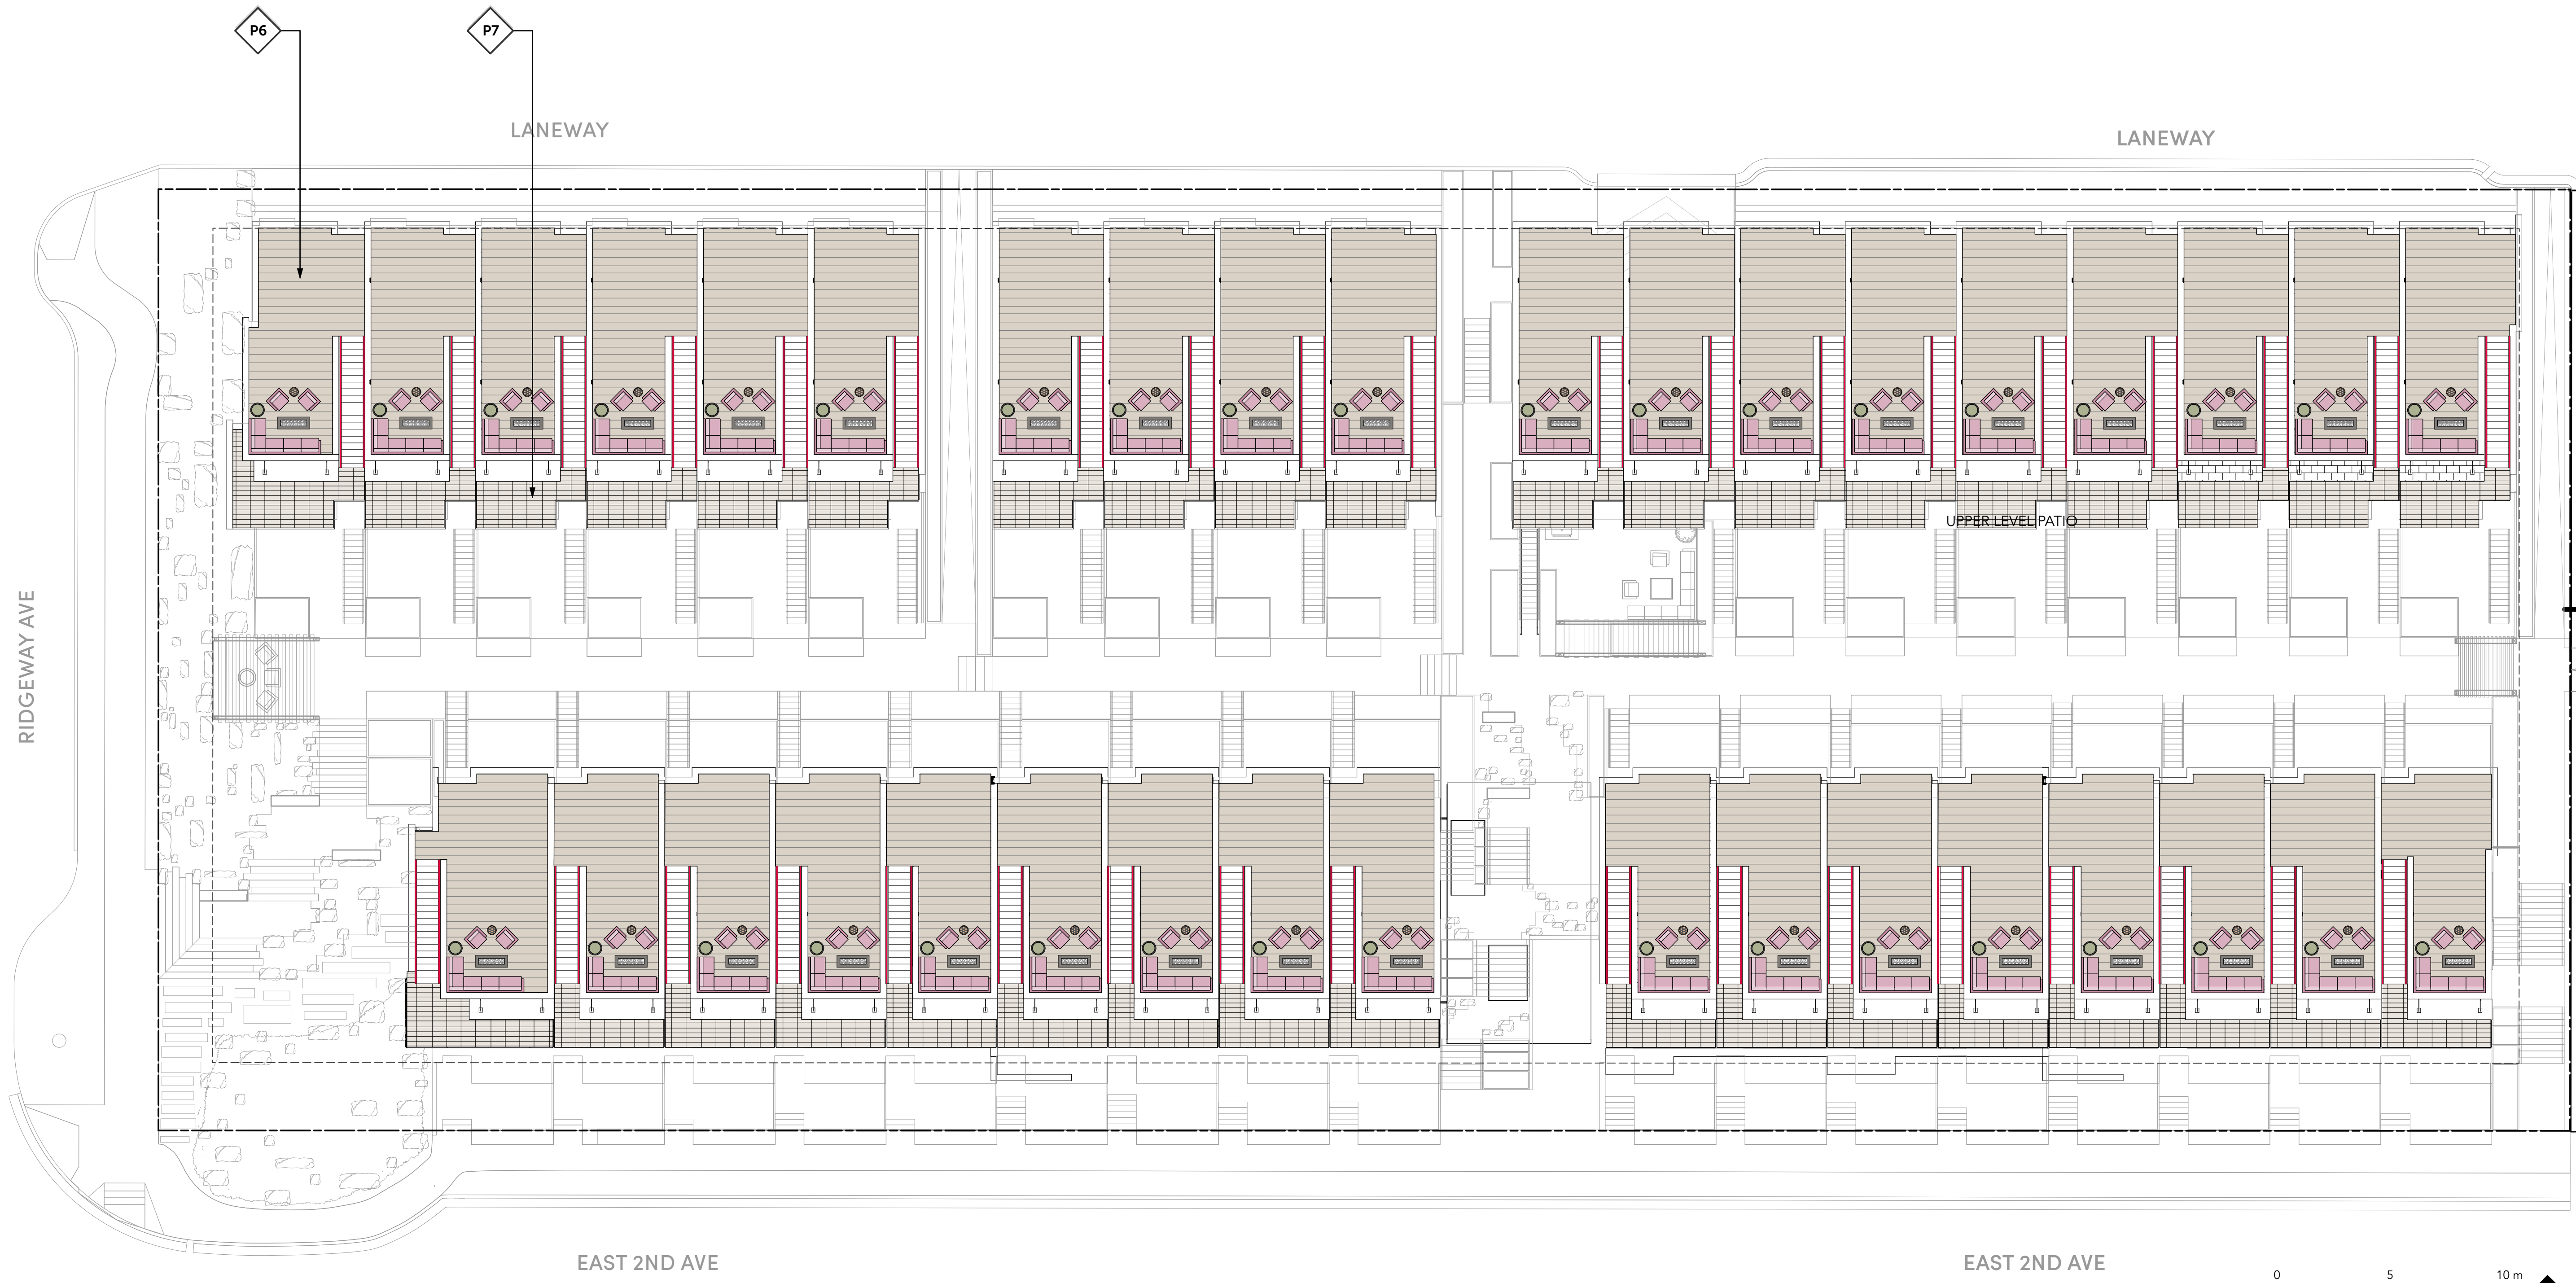 P6
P7
LANEWAY
LANEWAY
UPPER LEVEL PATIO
RIDGEWAY AVE
EAST 2ND AVE
EAST 2ND AVE
0 5 10 m